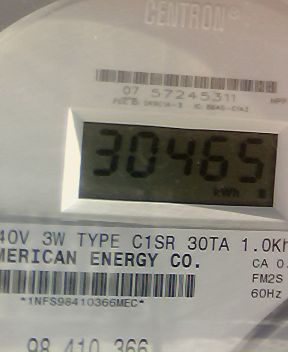 CENTRON®
07 57245311
30465
kWh
40V 3W TYPE C1SR 30TA 1.0Kh
MERICAN ENERGY CO.
CA 0.
FM2S
*1NFS98410366MEC*
60Hz
98 410 366